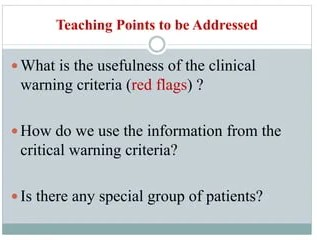 Teaching Points to be Addressed
What is the usefulness of the clinical
warning criteria (red flags) ?
How do we use the information from the
critical warning criteria?
Is there any special group of patients?